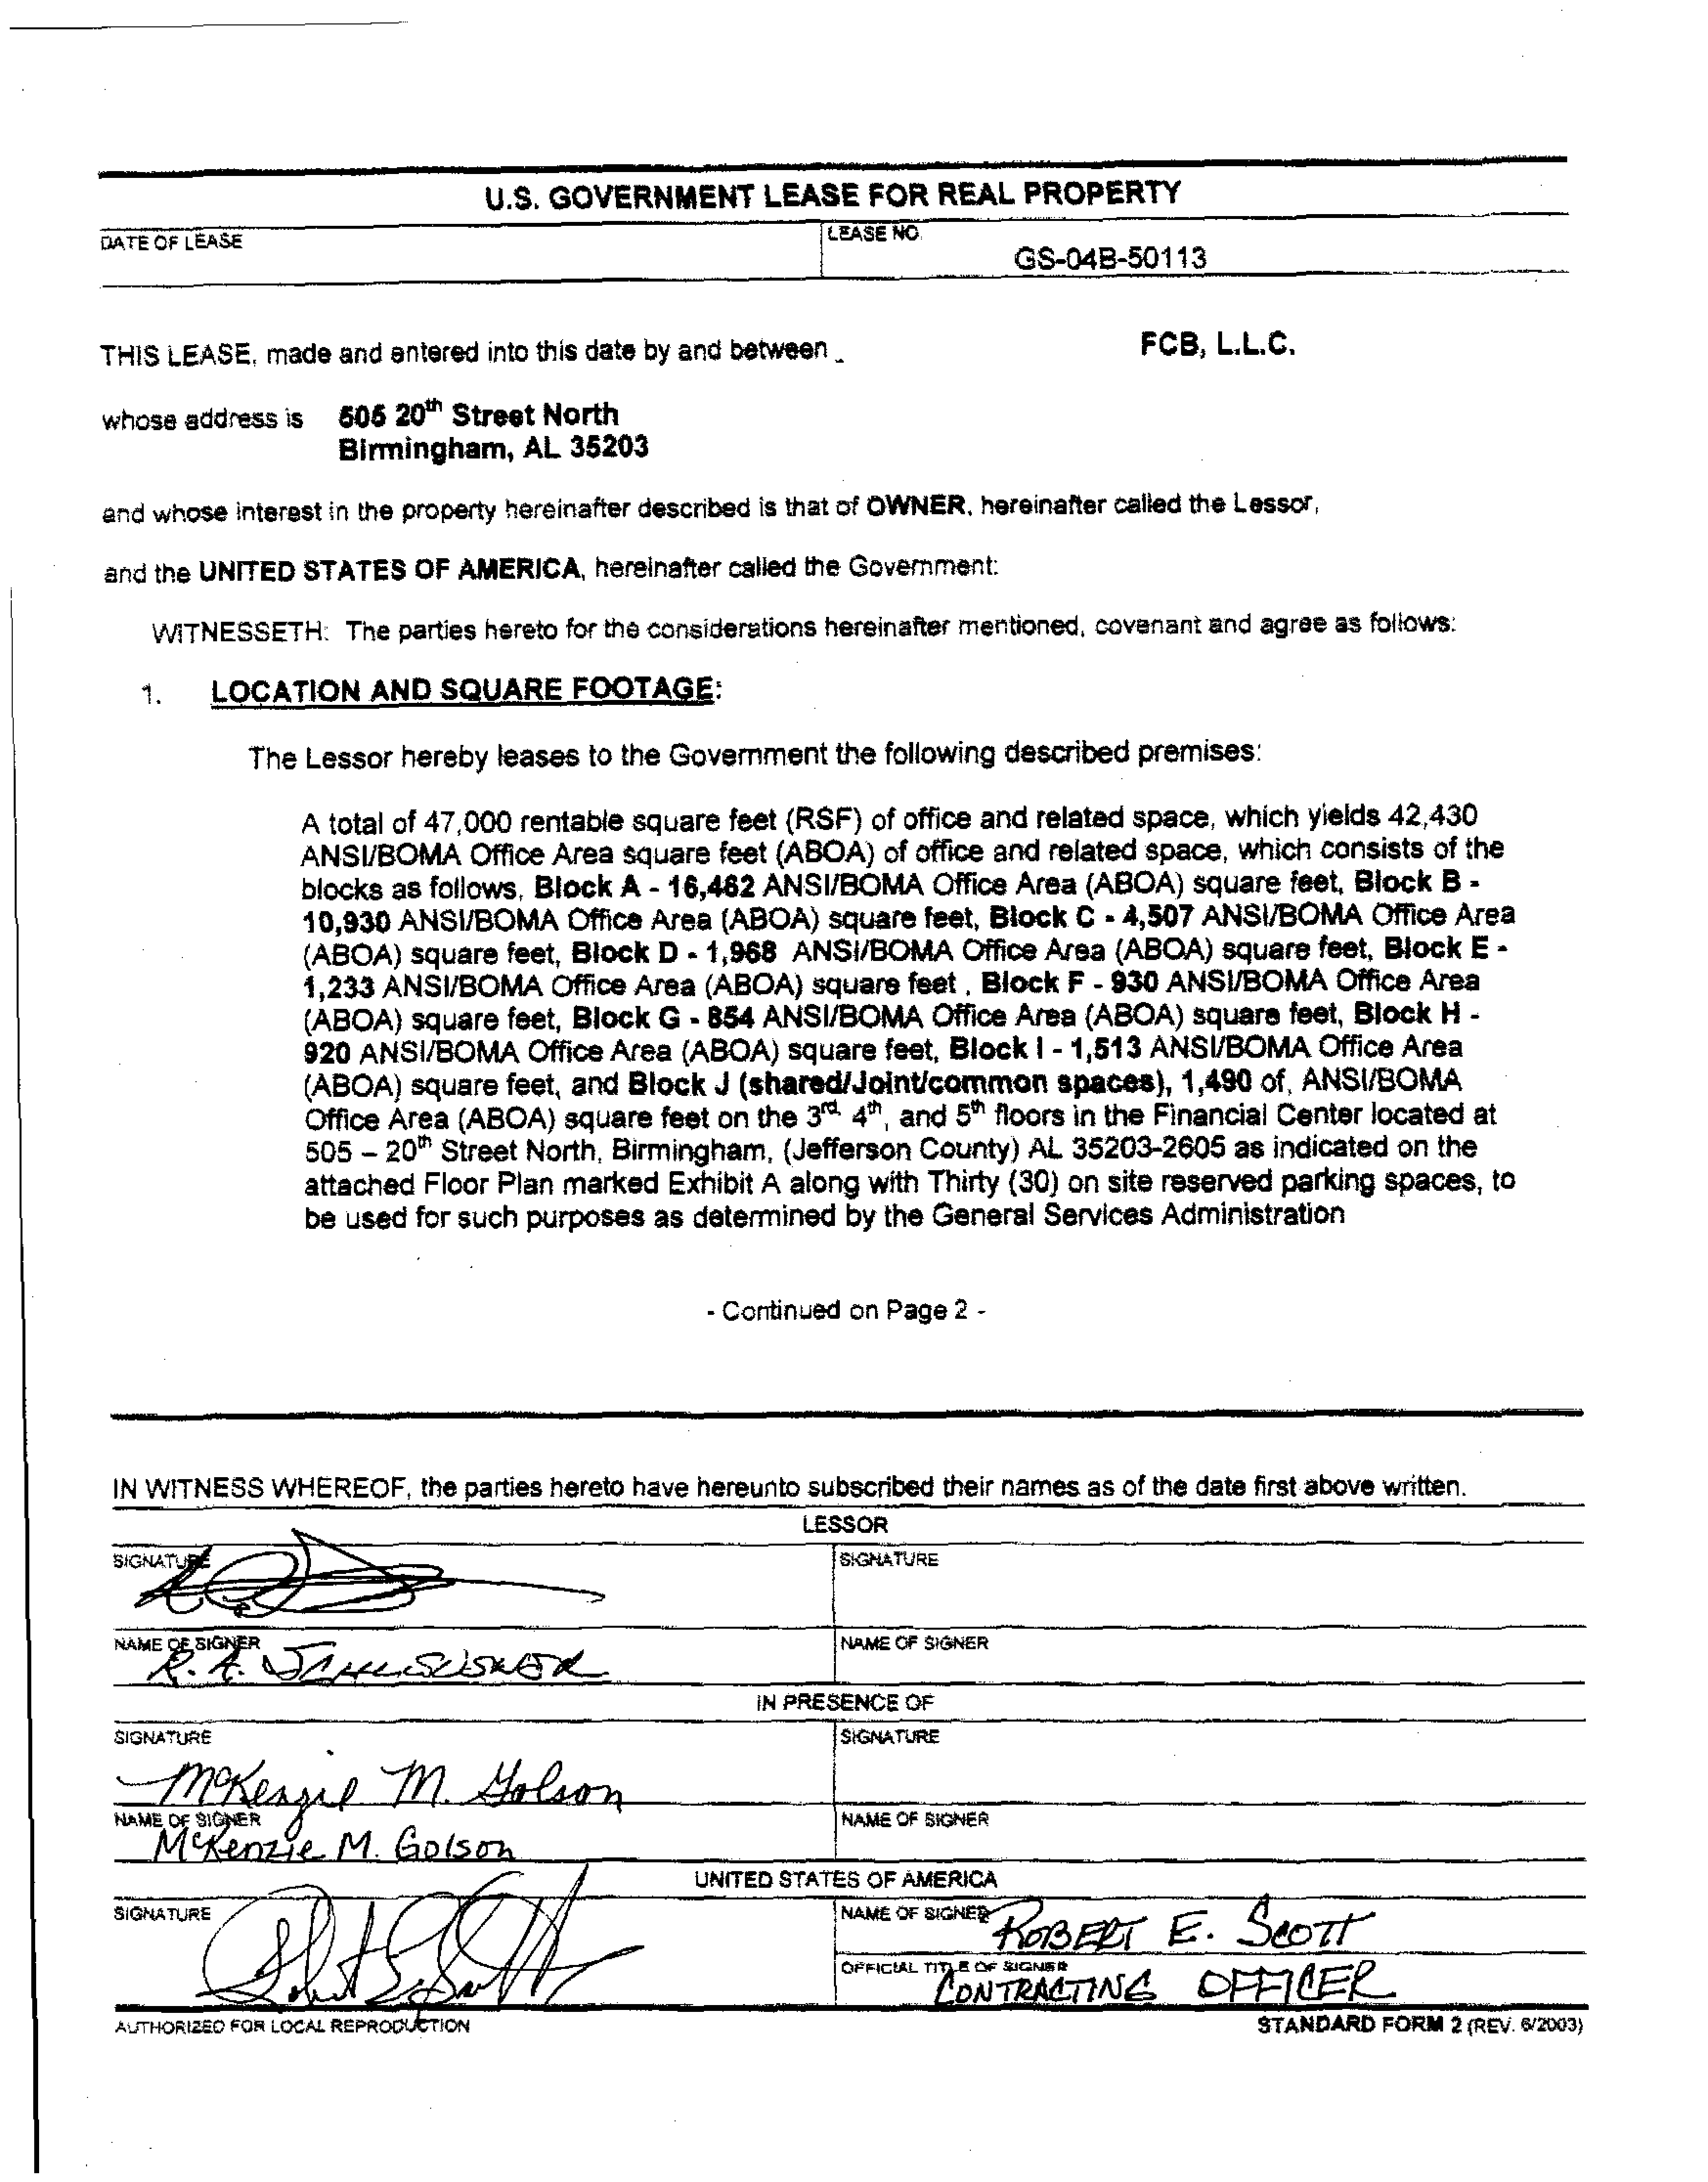 U.S. GOVERNMENT LEASE FOR REAL PROPERTY
DATE OF LEASE
LEASE NO.
GS-04B-50113
THIS LEASE, made and entered into this date by and between
FCB, L.L.C.
whose address is 505 20th Street North
Birmingham, AL 35203
and whose interest in the property hereinafter described is that of OWNER, hereinafter called the Lessor,
and the UNITED STATES OF AMERICA, hereinafter called the Government:
WITNESSETH: The parties hereto for the considerations hereinafter mentioned, covenant and agree as follows:
1. LOCATION AND SQUARE FOOTAGE:
The Lessor hereby leases to the Government the following described premises:
A total of 47,000 rentable square feet (RSF) of office and related space, which yields 42,430
ANSI/BOMA Office Area square feet (ABOA) of office and related space, which consists of the
blocks as follows, Block A - 16,462 ANSI/BOMA Office Area (ABOA) square feet, Block B -
10,930 ANSI/BOMA Office Area (ABOA) square feet, Block C - 4,507 ANSI/BOMA Office Area
(ABOA) square feet, Block D - 1,968 ANSI/BOMA Office Area (ABOA) square feet, Block E -
1,233 ANSI/BOMA Office Area (ABOA) square feet , Block F - 930 ANSI/BOMA Office Area
(ABOA) square feet, Block G - 854 ANSI/BOMA Office Area (ABOA) square feet, Block H -
920 ANSI/BOMA Office Area (ABOA) square feet, Block I - 1,513 ANSI/BOMA Office Area
(ABOA) square feet, and Block J (shared/Joint/common spaces), 1,490 of, ANSI/BOMA
Office Area (ABOA) square feet on the 3rd, 4th, and 5th floors in the Financial Center located at
505 – 20th Street North, Birmingham, (Jefferson County) AL 35203-2605 as indicated on the
attached Floor Plan marked Exhibit A along with Thirty (30) on site reserved parking spaces, to
be used for such purposes as determined by the General Services Administration
- Continued on Page 2 -
IN WITNESS WHEREOF, the parties hereto have hereunto subscribed their names as of the date first above written.
LESSOR
SIGNATURE
SIGNATURE
NAME OF SIGNER
R. A. SCHLEUSNER
NAME OF SIGNER
IN PRESENCE OF
SIGNATURE
McKenzie M. Golson
SIGNATURE
NAME OF SIGNER
McKenzie M. Golson
NAME OF SIGNER
UNITED STATES OF AMERICA
SIGNATURE
Robert E. Scott
NAME OF SIGNER
ROBERT E. SCOTT
OFFICIAL TITLE OF SIGNER
CONTRACTING OFFICER
AUTHORIZED FOR LOCAL REPRODUCTION
STANDARD FORM 2 (REV. 6/2003)